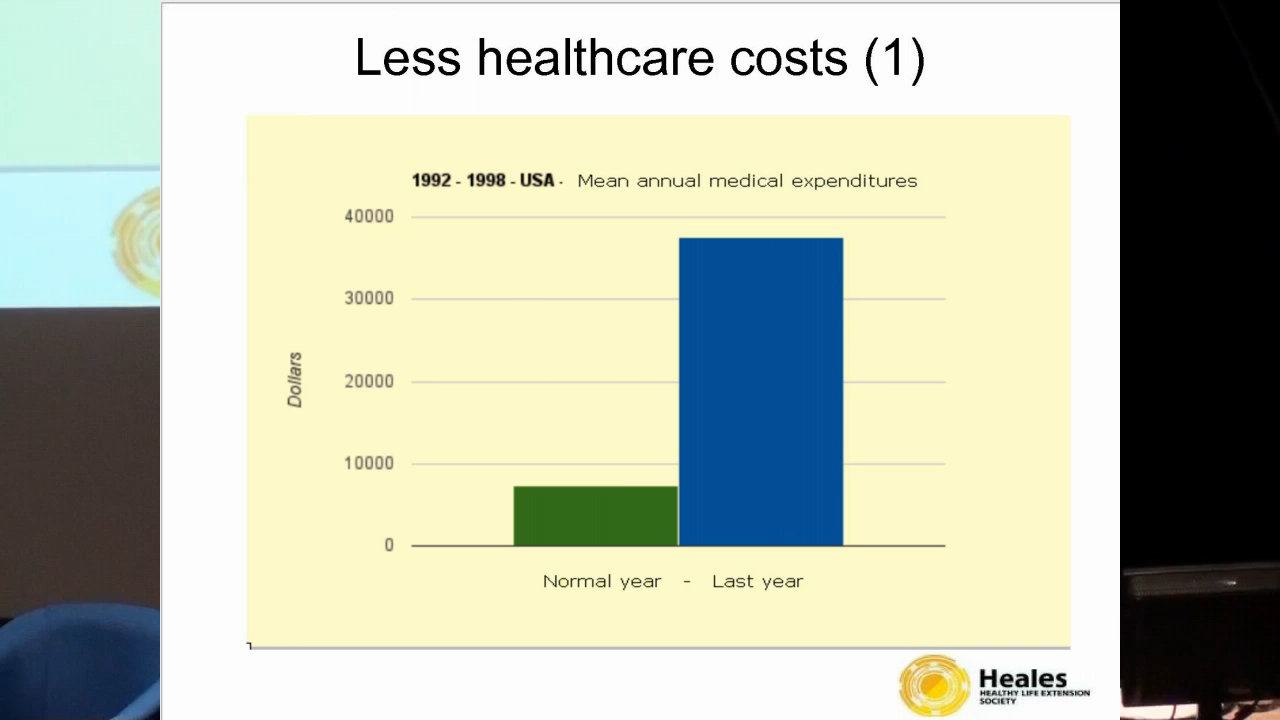 Less healthcare costs (1)
1992 - 1998 - USA - Mean annual medical expenditures
40000
30000
20000
10000
0
Dollars
Normal year - Last year
Heales
HEALTHY LIFE EXTENSION
SOCIETY